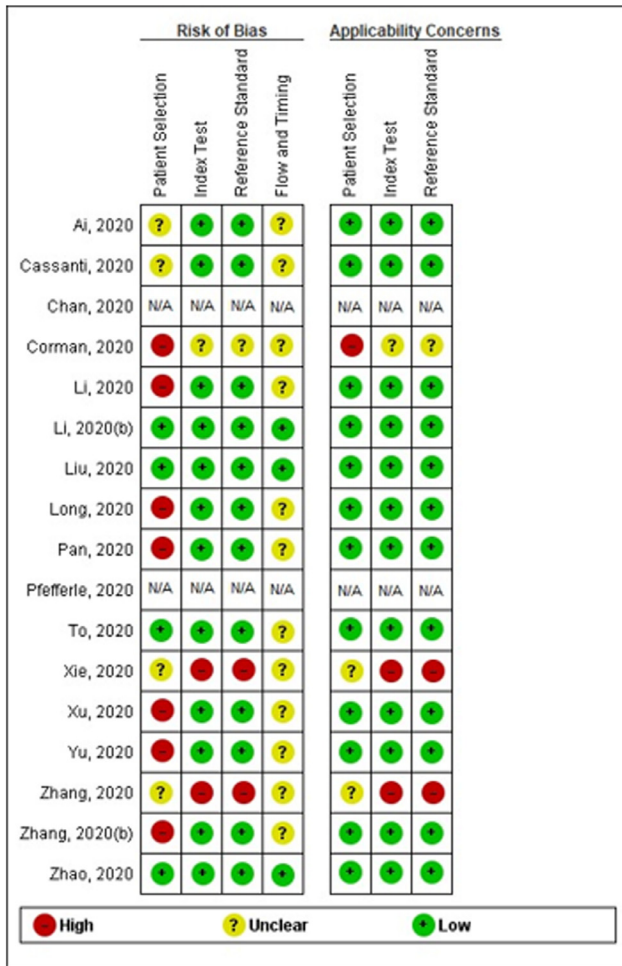 Risk of Bias Applicability Concerns
Patient Selection Index Test Reference Standard Flow and Timing Patient Selection Index Test Reference Standard
Ai, 2020 ? + + ? + + +
Cassanti, 2020 ? + + ? + + +
Chan, 2020 N/A N/A N/A N/A N/A N/A N/A
Corman, 2020 - ? ? ? - ? ?
Li, 2020 - + + ? + + +
Li, 2020(b) + + + + + + +
Liu, 2020 + + + + + + +
Long, 2020 - + + ? + + +
Pan, 2020 - + + ? + + +
Pfefferle, 2020 N/A N/A N/A N/A N/A N/A N/A
To, 2020 + + + ? + + +
Xie, 2020 ? - - ? ? - -
Xu, 2020 - + + ? + + +
Yu, 2020 - + + ? + + +
Zhang, 2020 ? - - ? ? - -
Zhang, 2020(b) - + + ? + + +
Zhao, 2020 + + + + + + +
- High ? Unclear + Low